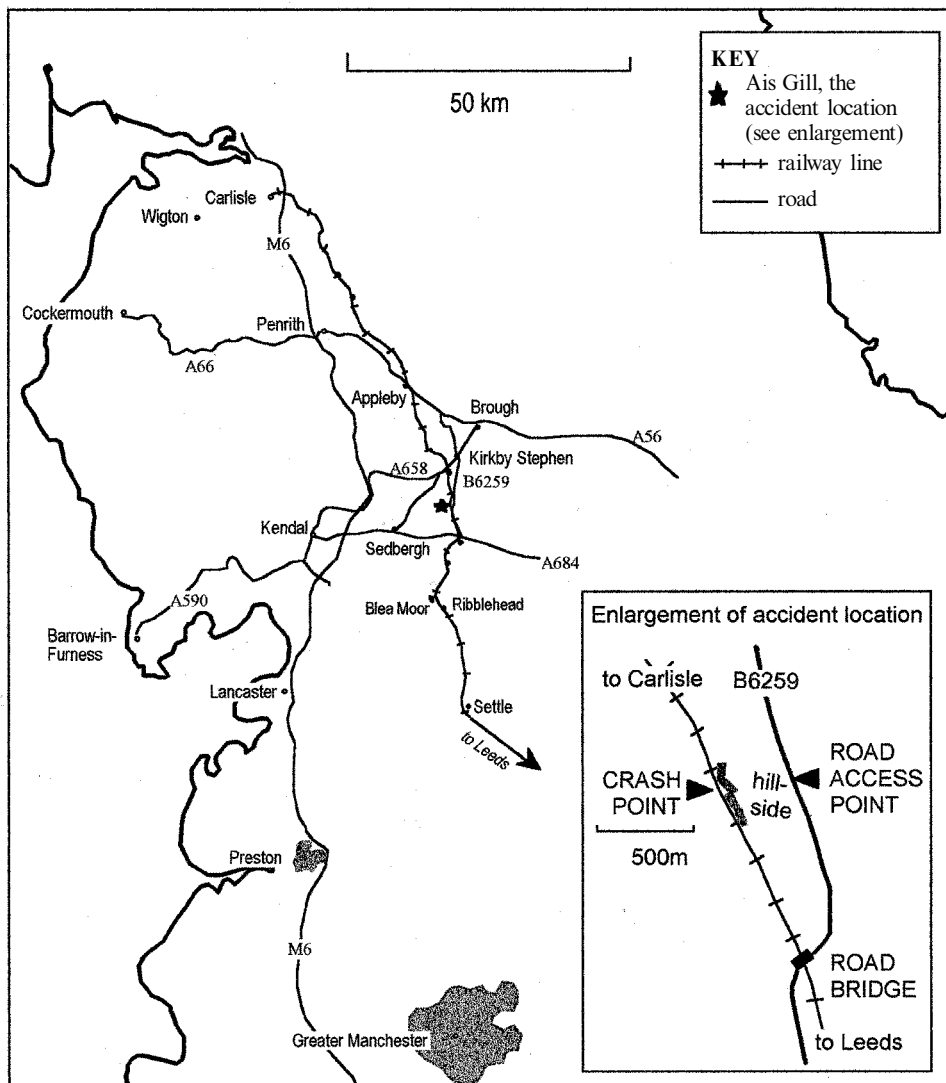 50 km
KEY
Ais Gill, the
accident location
(see enlargement)
railway line
road
Carlisle
Wigton
M6
Cockermouth
Penrith
A66
Appleby
Brough
A56
Kirkby Stephen
A658
B6259
Kendal
Sedbergh
A684
A590
Blea Moor
Ribblehead
Barrow-in-
Furness
Lancaster
Settle
to Leeds
Preston
M6
Greater Manchester
Enlargement of accident location
to Carlisle
B6259
CRASH
POINT
hill-
side
ROAD
ACCESS
POINT
500m
ROAD
BRIDGE
to Leeds